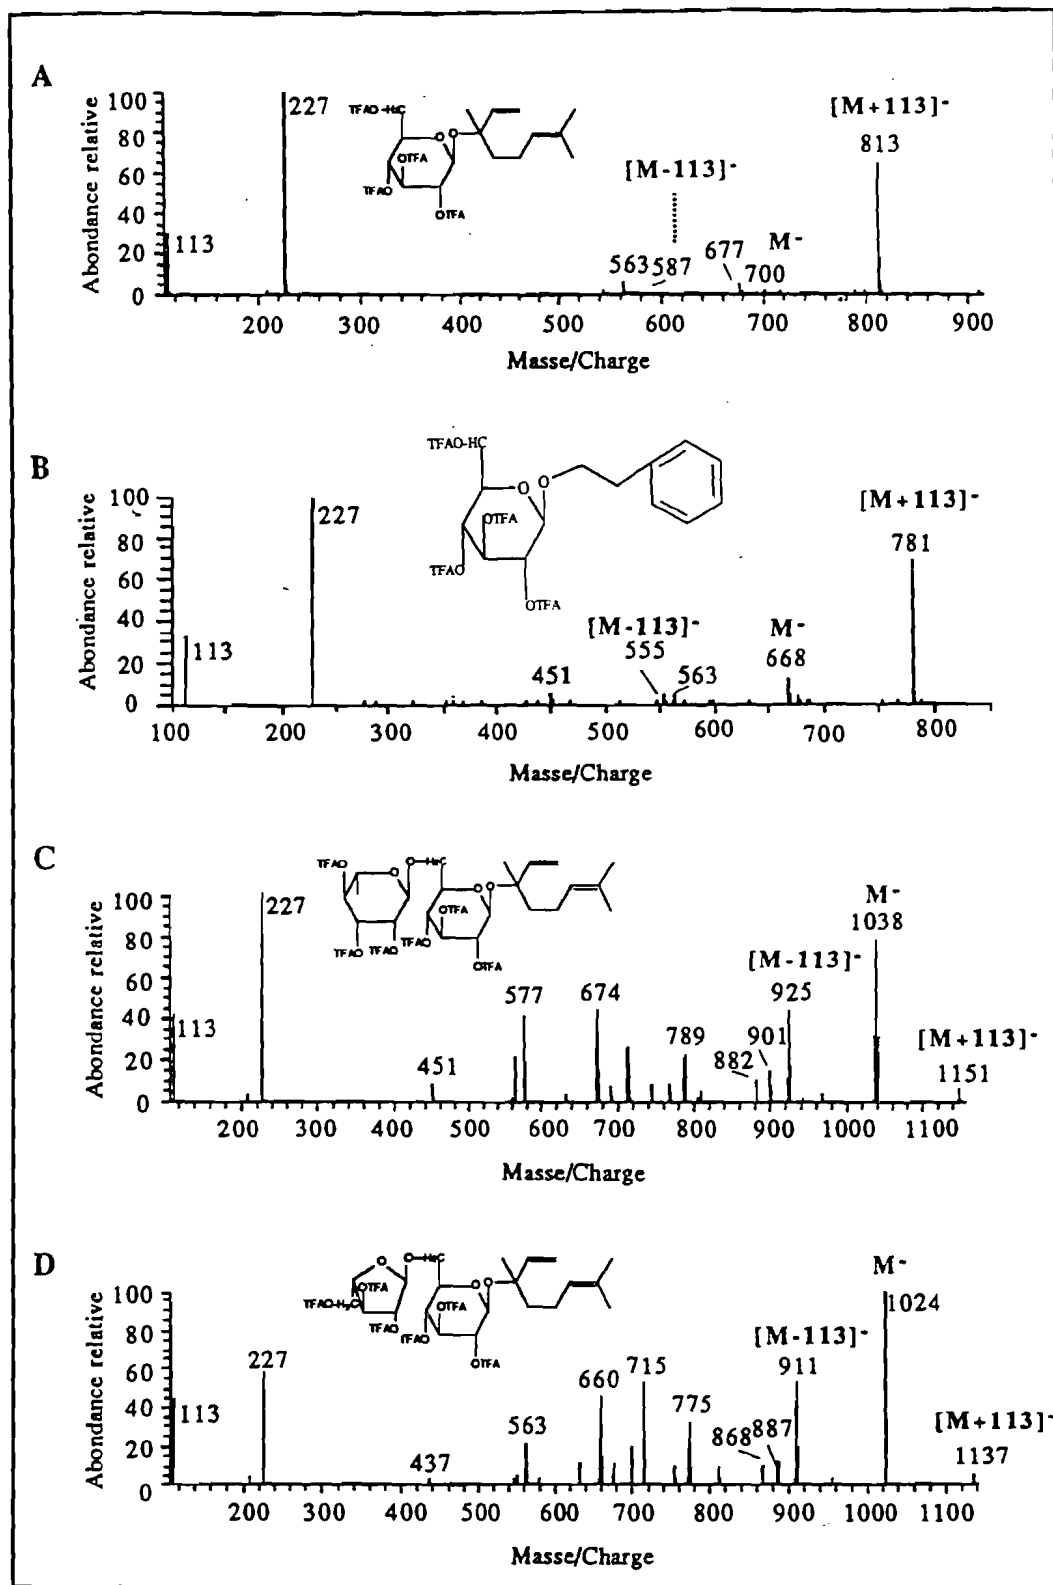 A
Abondance relative
100
80
60
40
20
0
113
227
TFAO-H₂C
O
O
OTFA
TFAO
OTFA
[M-113]⁻
563
587
677
M⁻
700
[M+113]⁻
813
200 300 400 500 600 700 800 900
Masse/Charge
B
Abondance relative
100
80
60
40
20
0
113
227
TFAO-HC
O
O
OTFA
TFAO
OTFA
451
[M-113]⁻
555
563
M⁻
668
[M+113]⁻
781
100 200 300 400 500 600 700 800
Masse/Charge
C
Abondance relative
100
80
60
40
20
0
113
227
TFAO
O
O-H₂C
O
O
OTFA
TFAO
TFAO
TFAO
OTFA
451
577
674
789
882
901
[M-113]⁻
925
M⁻
1038
[M+113]⁻
1151
200 300 400 500 600 700 800 900 1000 1100
Masse/Charge
D
Abondance relative
100
80
60
40
20
0
113
227
O
O-H₂C
O
O
OTFA
TFAO-H₂C
OTFA
TFAO
TFAO
OTFA
437
563
660
715
775
868
887
[M-113]⁻
911
M⁻
1024
[M+113]⁻
1137
200 300 400 500 600 700 800 900 1000 1100
Masse/Charge